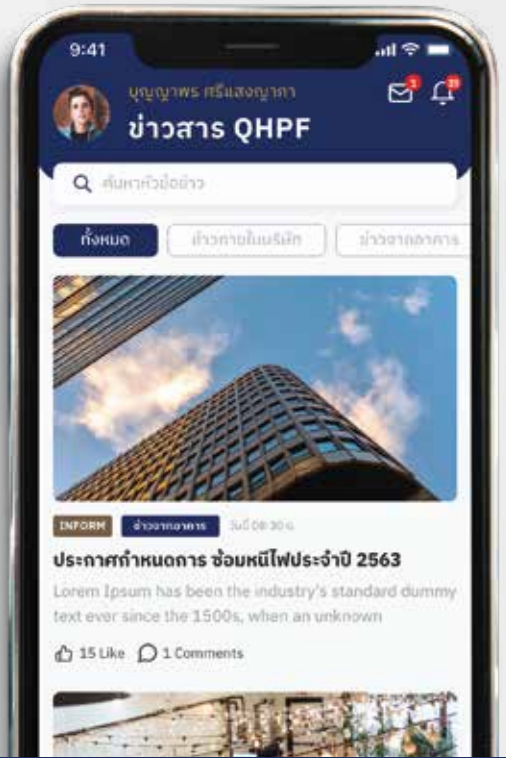 9:41
บุญญาพร ศรีแสงญากา
ข่าวสาร QHPF
ค้นหาหัวข้อข่าว
ทั้งหมด ข่าวภายในบริษัท ข่าวจากอาคาร
INFORM ข่าวจากอาคาร วันนี้ 08:30 น.
ประกาศกำหนดการ ซ้อมหนีไฟประจำปี 2563
Lorem Ipsum has been the industry's standard dummy
text ever since the 1500s, when an unknown
15 Like 1 Comments